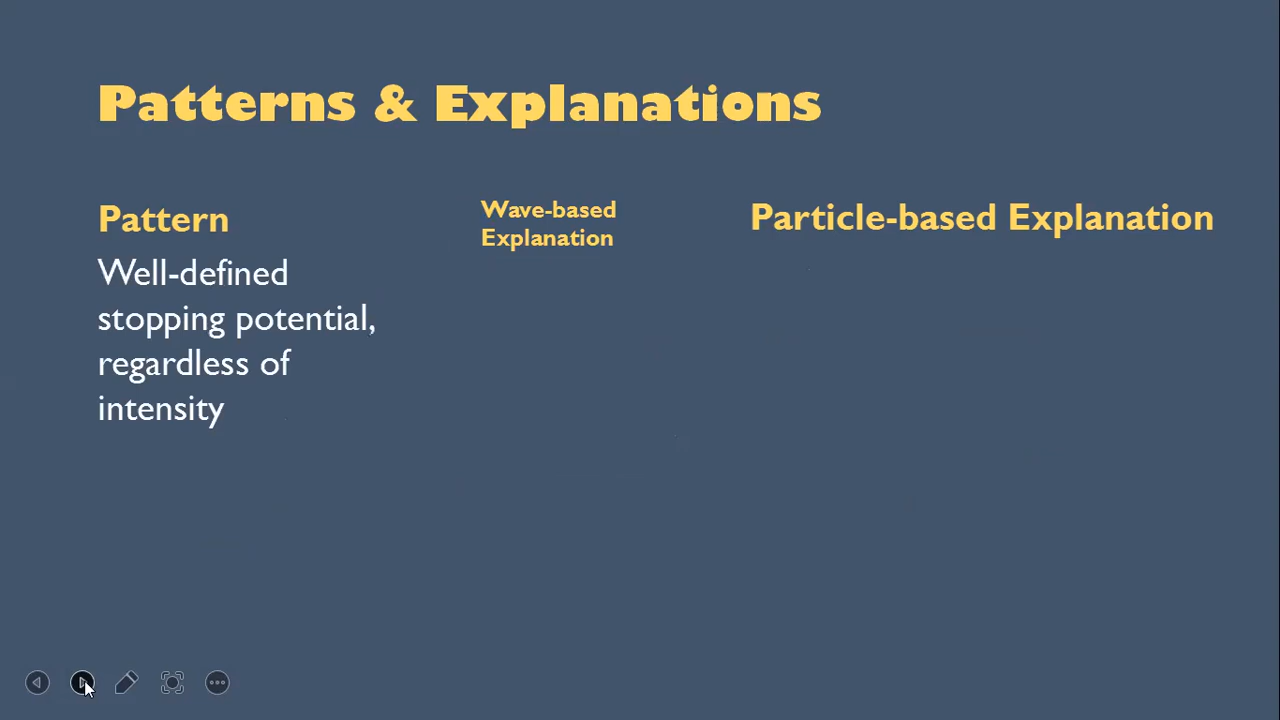 Patterns & Explanations
Pattern
Well-defined
stopping potential,
regardless of
intensity
Wave-based
Explanation
Particle-based Explanation